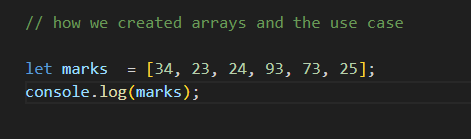 // how we created arrays and the use case
let marks  = [34, 23, 24, 93, 73, 25];
console.log(marks);